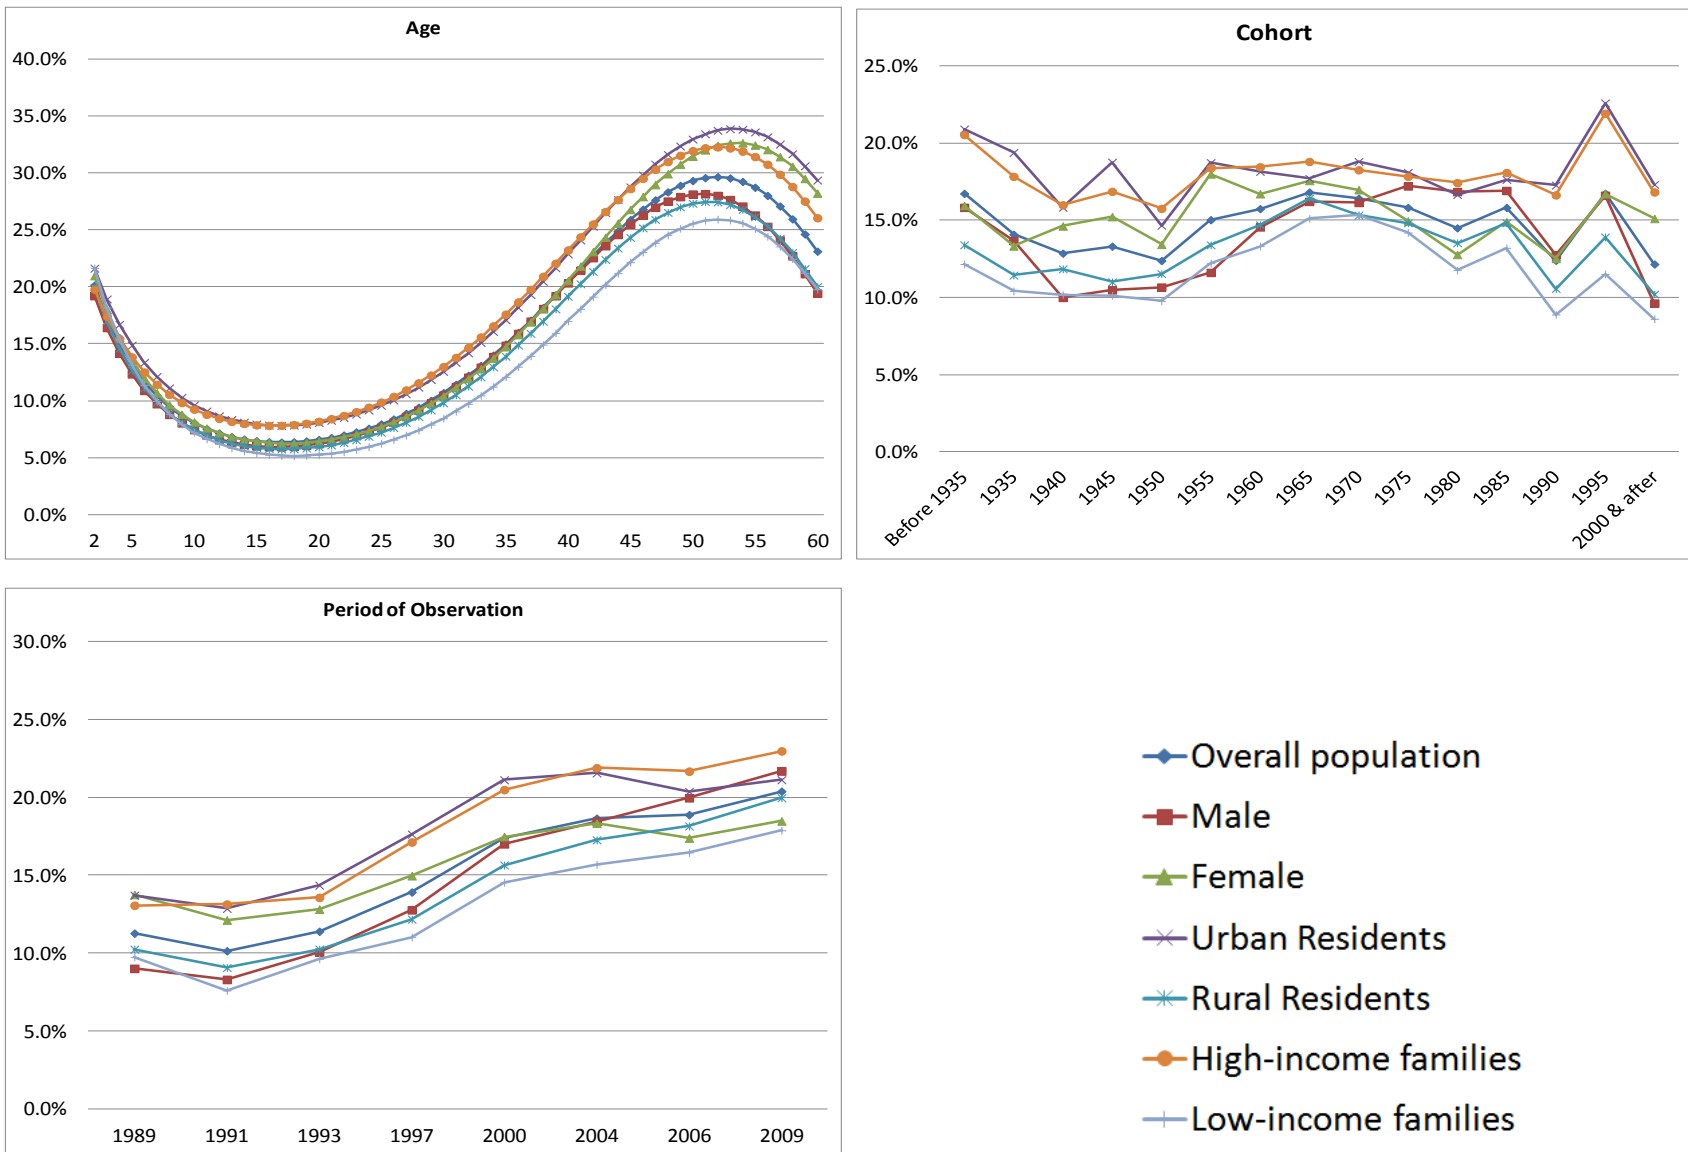 Age
40.0%
35.0%
30.0%
25.0%
20.0%
15.0%
10.0%
5.0%
0.0%
2 5 10 15 20 25 30 35 40 45 50 55 60
Cohort
25.0%
20.0%
15.0%
10.0%
5.0%
0.0%
Before 1935 1935 1940 1945 1950 1955 1960 1965 1970 1975 1980 1985 1990 1995 2000 & after
Period of Observation
30.0%
25.0%
20.0%
15.0%
10.0%
5.0%
0.0%
1989 1991 1993 1997 2000 2004 2006 2009
Overall population
Male
Female
Urban Residents
Rural Residents
High-income families
Low-income families